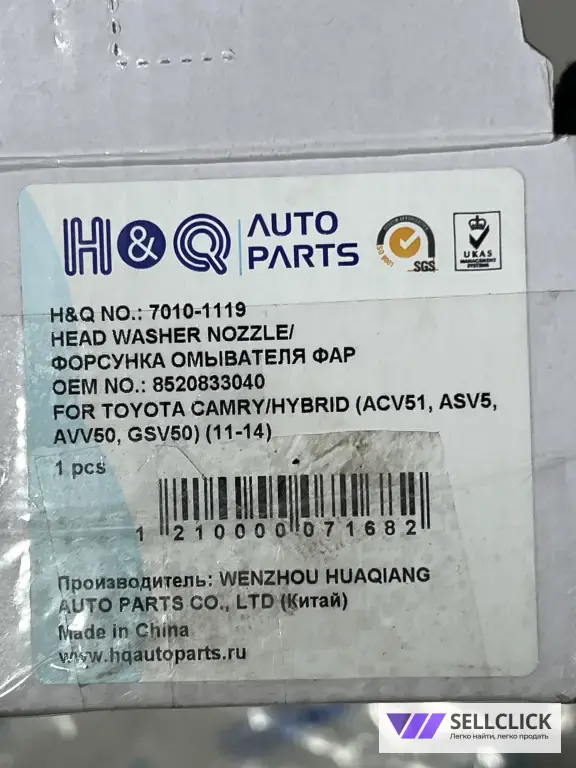 H&Q AUTO PARTS
ISO 9001
SGS
UKAS
MANAGEMENT
SYSTEMS
H&Q NO.: 7010-1119
HEAD WASHER NOZZLE/
ФОРСУНКА ОМЫВАТЕЛЯ ФАР
OEM NO.: 8520833040
FOR TOYOTA CAMRY/HYBRID (ACV51, ASV5,
AVV50, GSV50) (11-14)
1 pcs
1 210000 071682
Производитель: WENZHOU HUAQIANG
AUTO PARTS CO., LTD (Китай)
Made in China
www.hqautoparts.ru
SELLCLICK
Легко найти, легко продать